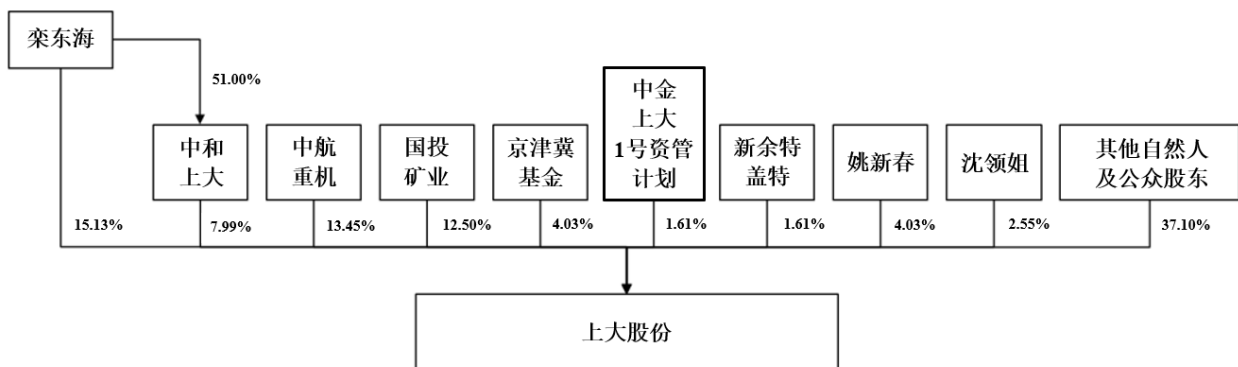 栾东海
51.00%
中和
上大
中航
重机
国投
矿业
京津冀
基金
中金
上大
1号资管
计划
新余特
盖特
姚新春
沈领姐
其他自然人
及公众股东
15.13%
7.99%
13.45%
12.50%
4.03%
1.61%
1.61%
4.03%
2.55%
37.10%
上大股份